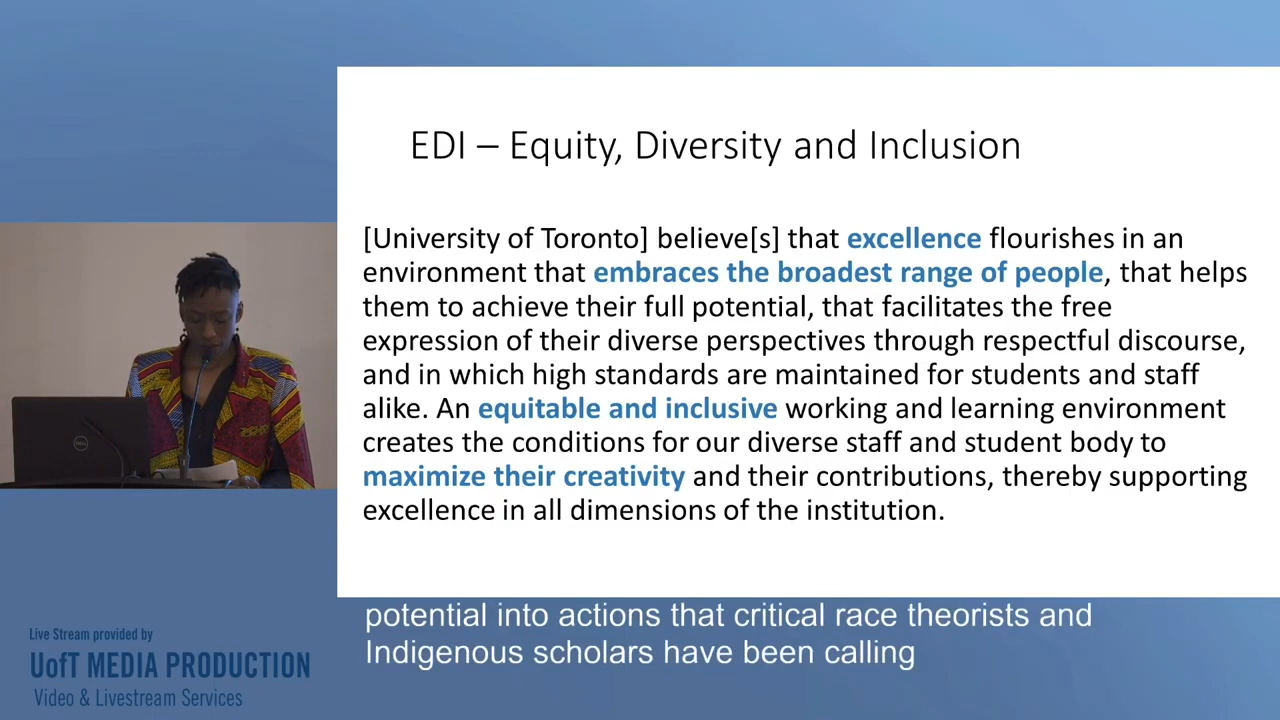 EDI – Equity, Diversity and Inclusion
[University of Toronto] believe[s] that excellence flourishes in an
environment that embraces the broadest range of people, that helps
them to achieve their full potential, that facilitates the free
expression of their diverse perspectives through respectful discourse,
and in which high standards are maintained for students and staff
alike. An equitable and inclusive working and learning environment
creates the conditions for our diverse staff and student body to
maximize their creativity and their contributions, thereby supporting
excellence in all dimensions of the institution.
potential into actions that critical race theorists and
Indigenous scholars have been calling
Live Stream provided by
UofT MEDIA PRODUCTION
Video & Livestream Services
DELL